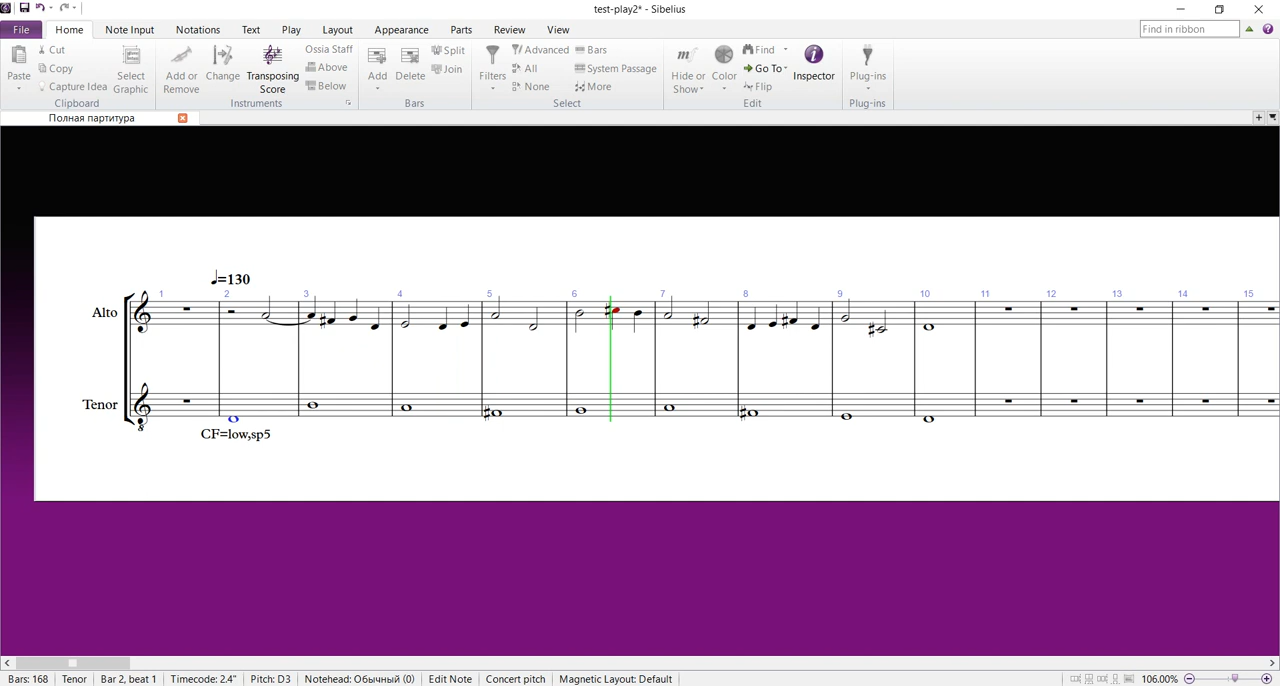 test-play2* - Sibelius
File Home Note Input Notations Text Play Layout Appearance Parts Review View Find in ribbon
Cut Ossia Staff Split Advanced Bars Find
Copy Above Join All System Passage Go To
Paste Capture Idea Select Graphic Add or Remove Change Transposing Score Below Add Delete Filters None More Hide or Show Color Flip Inspector Plug-ins
Clipboard Instruments Bars Select Edit Plug-ins
Полная партитура
=130
1 2 3 4 5 6 7 8 9 10 11 12 13 14 15
Alto
Tenor
8
CF=low,sp5
Bars: 168 Tenor Bar 2, beat 1 Timecode: 2.4" Pitch: D3 Notehead: Обычный (0) Edit Note Concert pitch Magnetic Layout: Default 106.00%